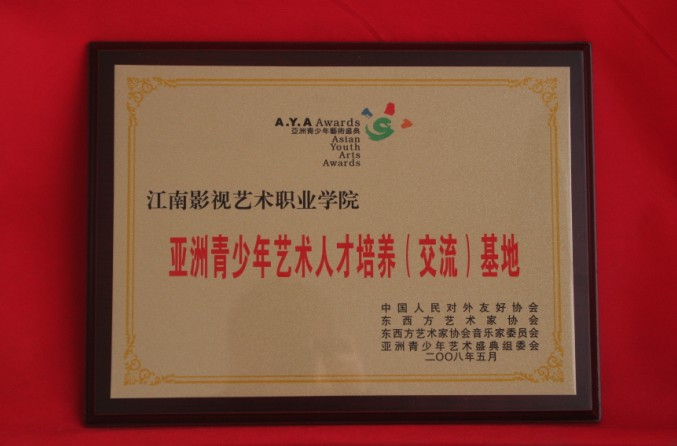 A.Y.A Awards
亚洲青少年藝術盛典
Asian
Youth
Arts
Awards
江南影视艺术职业学院
亚洲青少年艺术人才培养(交流)基地
中国人民对外友好协会
东西方艺术家协会
东西方艺术家协会音乐家委员会
亚洲青少年艺术盛典组委会
二〇〇八年五月